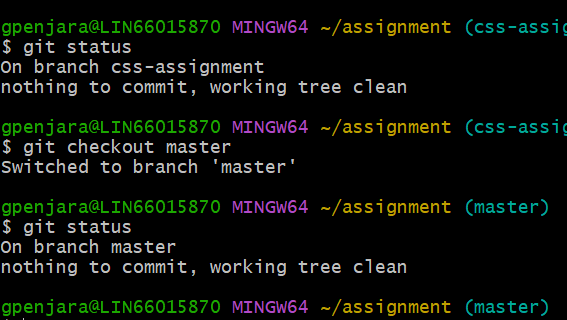 gpenjara@LIN66015870 MINGW64 ~/assignment (css-assig
$ git status
On branch css-assignment
nothing to commit, working tree clean
gpenjara@LIN66015870 MINGW64 ~/assignment (css-assig
$ git checkout master
Switched to branch 'master'
gpenjara@LIN66015870 MINGW64 ~/assignment (master)
$ git status
On branch master
nothing to commit, working tree clean
gpenjara@LIN66015870 MINGW64 ~/assignment (master)